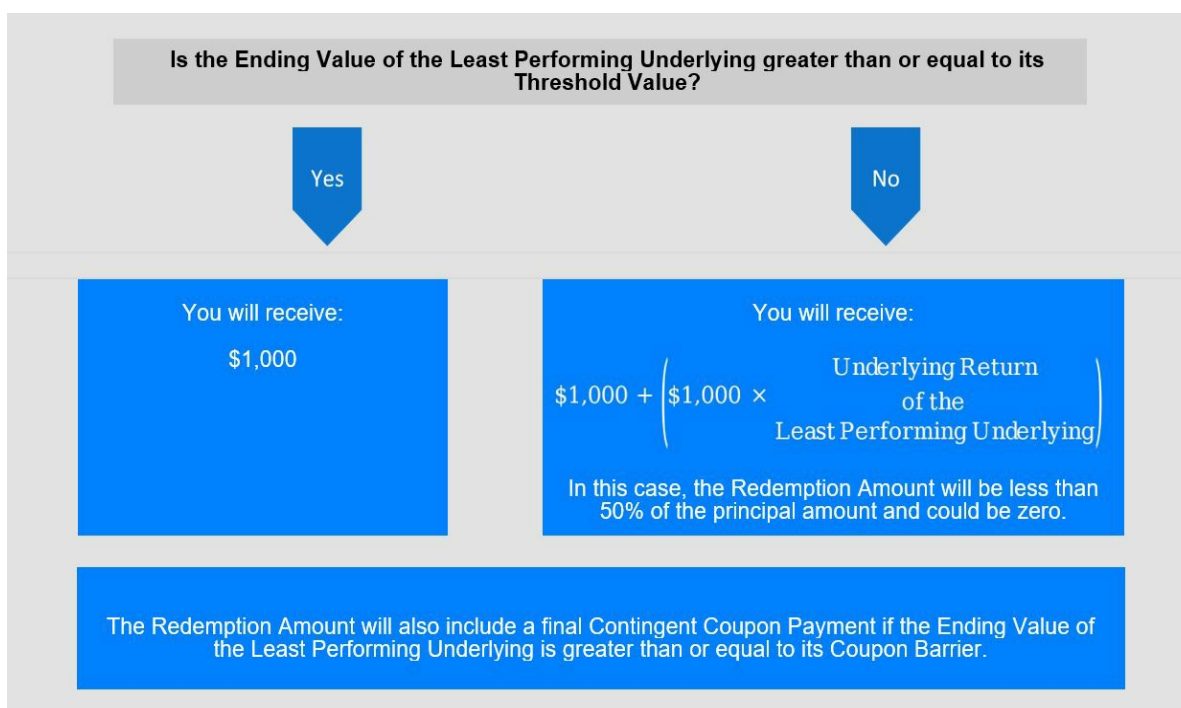 Is the Ending Value of the Least Performing Underlying greater than or equal to its
Threshold Value?
Yes
No
You will receive:
$1,000
You will receive:
$1,000 + ($1,000 × Underlying Return
of the
Least Performing Underlying)
In this case, the Redemption Amount will be less than
50% of the principal amount and could be zero.
The Redemption Amount will also include a final Contingent Coupon Payment if the Ending Value of
the Least Performing Underlying is greater than or equal to its Coupon Barrier.